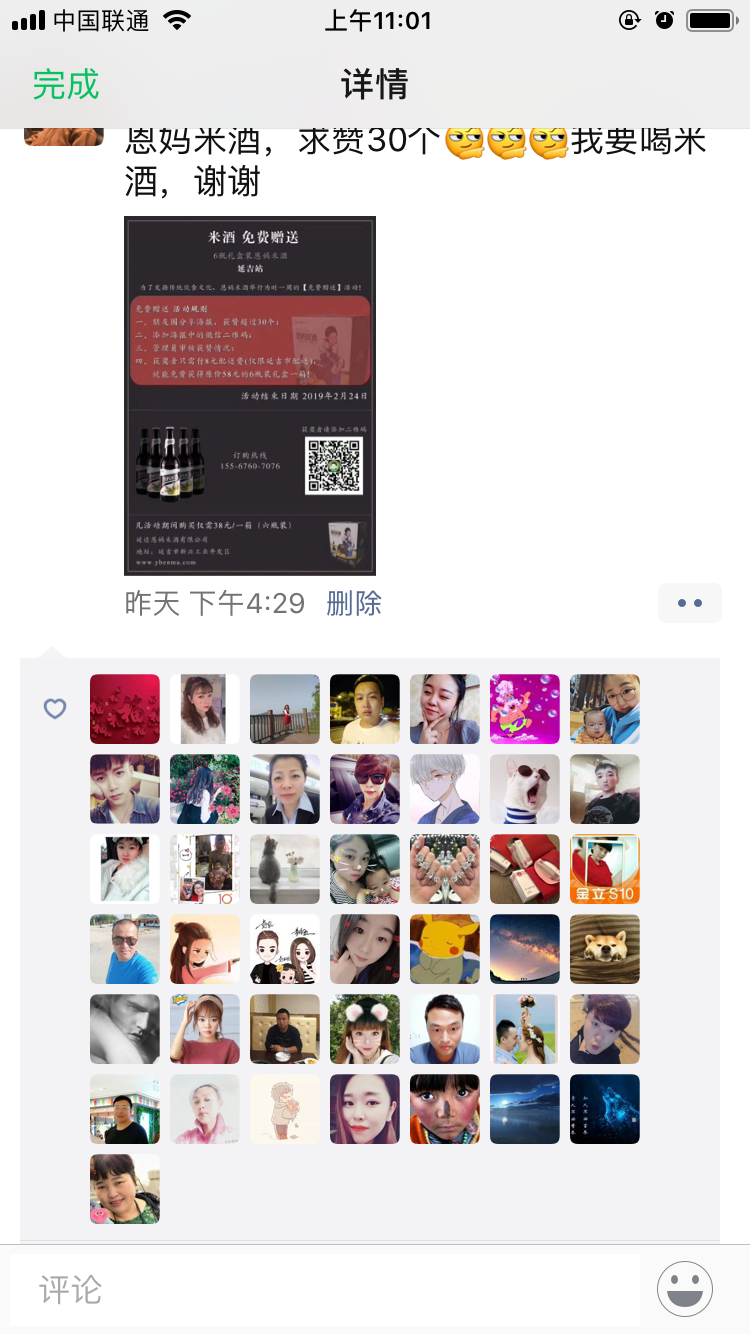 中国联通
上午11:01
完成
详情
恩妈米酒，求赞30个🙄🙄🙄我要喝米
酒，谢谢
米酒 免费赠送
6瓶礼盒装恩妈米酒
延吉站
为了发扬传统饮食文化，恩妈米酒举行为时一周的【免费赠送】活动！
免费赠送 活动规则
一、朋友圈分享海报，获赞超过30个；
二、添加海报中的微信二维码；
三、管理员审核获赞情况；
四、获奖者只需付8元配送费(仅限延吉市配送)，
就能免费获得原价58元的6瓶装礼盒一箱！
活动结束日期 2019年2月24日
获奖者请添加二维码
订购热线
155-6760-7076
凡活动期间购买仅需38元/一箱（六瓶装）
延边恩妈米酒有限公司
地址：延吉市新兴工业开发区
www.yhenma.com
昨天 下午4:29 删除
金立S10
10
评论